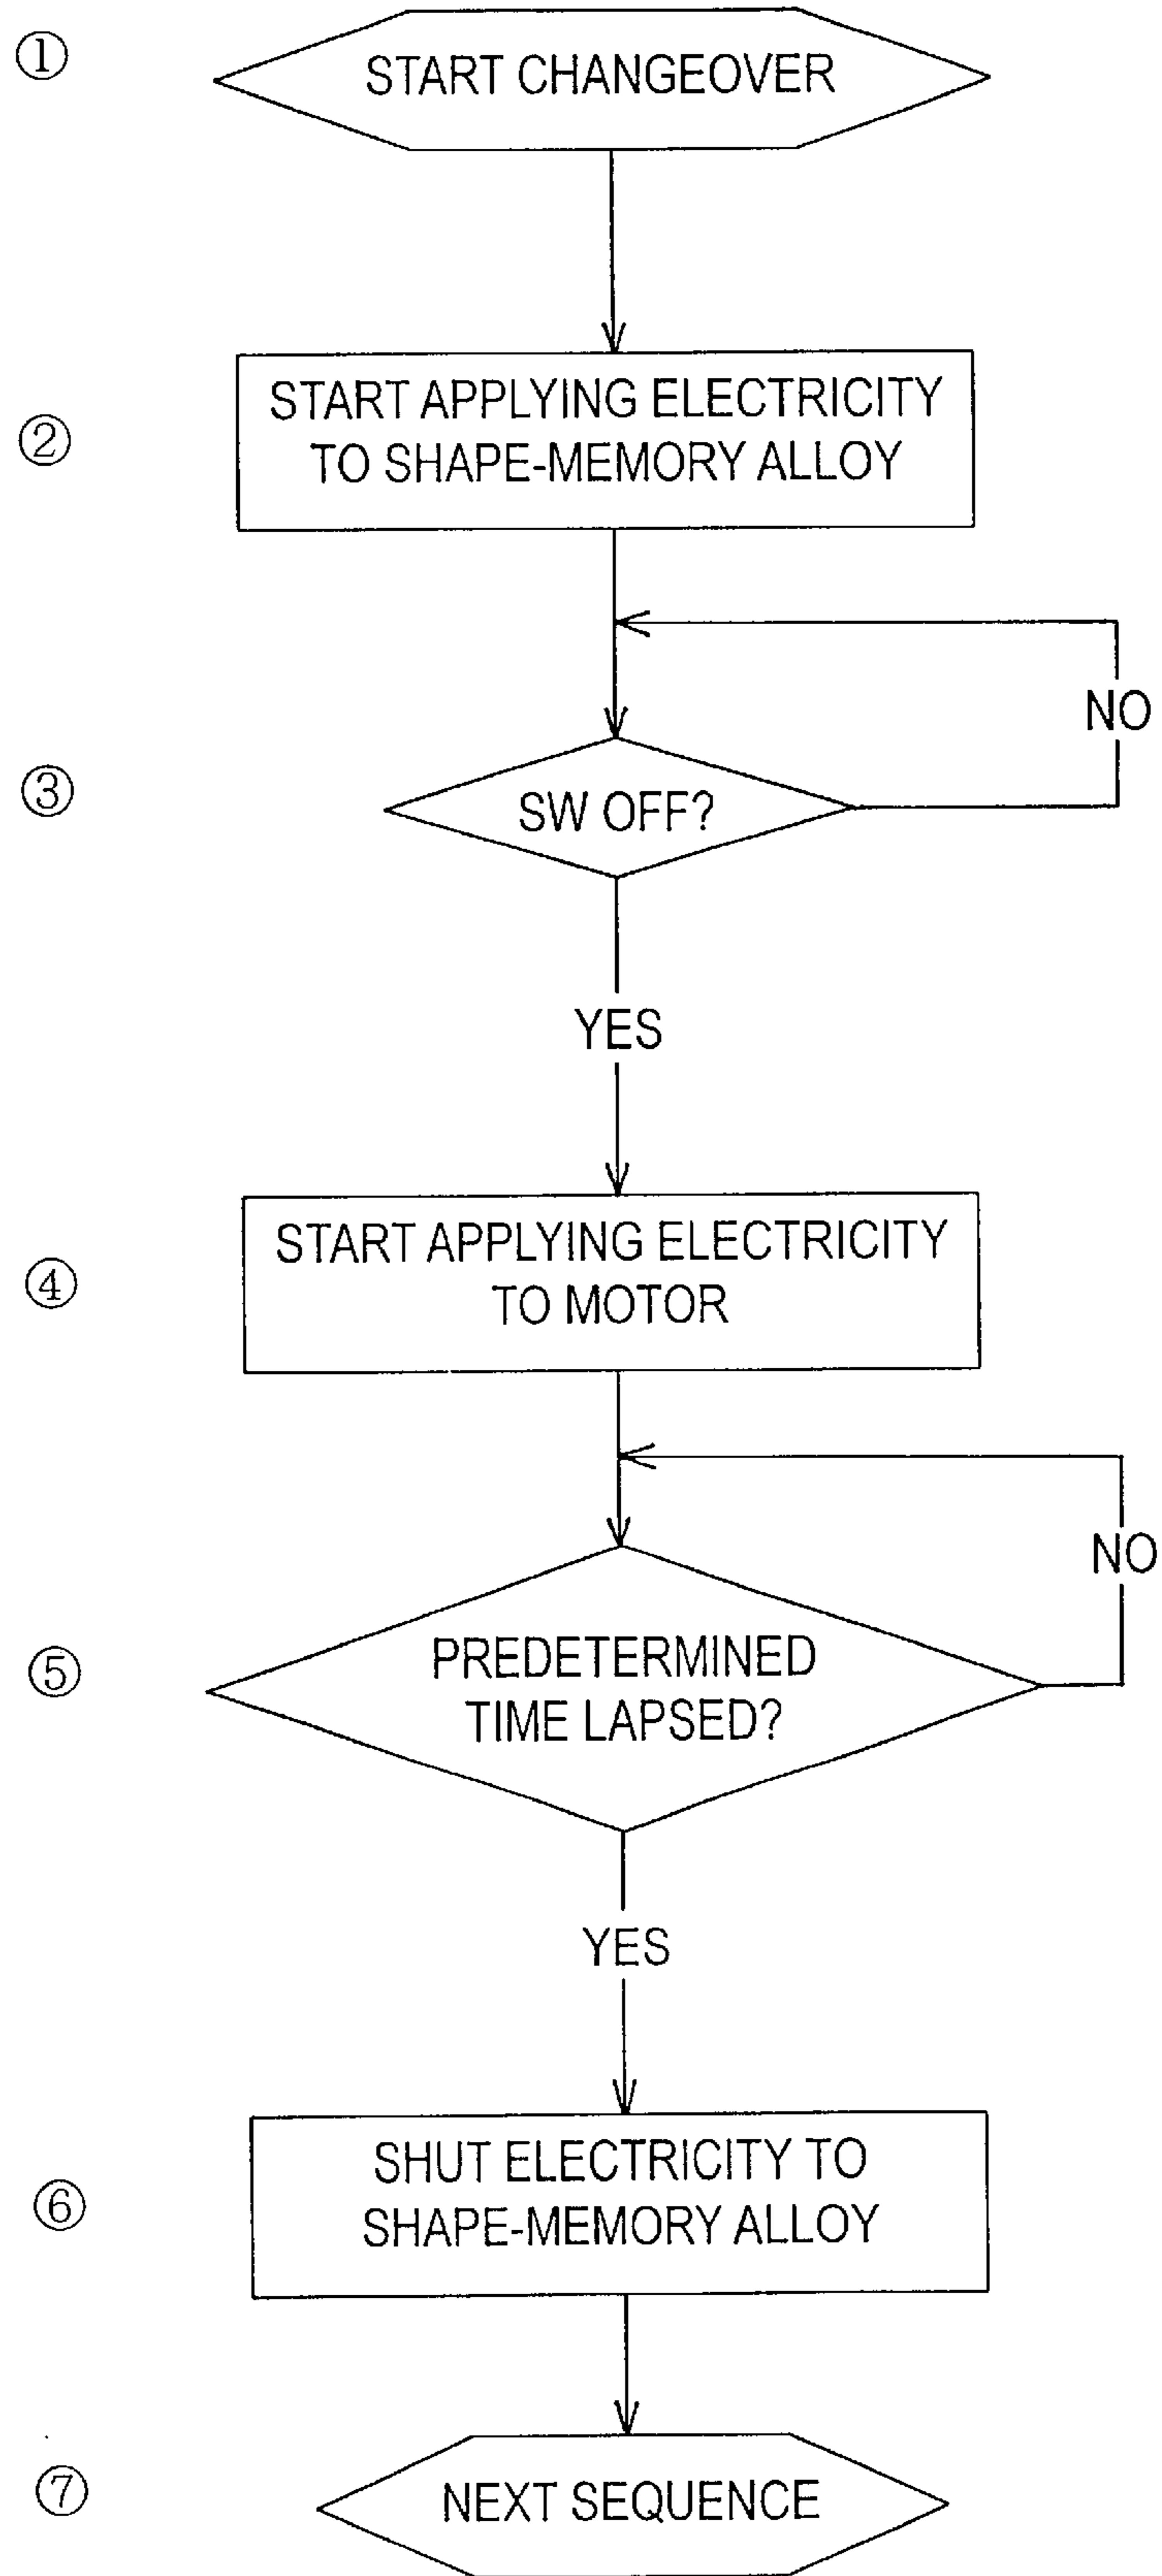 ①
START CHANGEOVER
②
START APPLYING ELECTRICITY
TO SHAPE-MEMORY ALLOY
NO
③
SW OFF?
YES
④
START APPLYING ELECTRICITY
TO MOTOR
NO
⑤
PREDETERMINED
TIME LAPSED?
YES
⑥
SHUT ELECTRICITY TO
SHAPE-MEMORY ALLOY
⑦
NEXT SEQUENCE